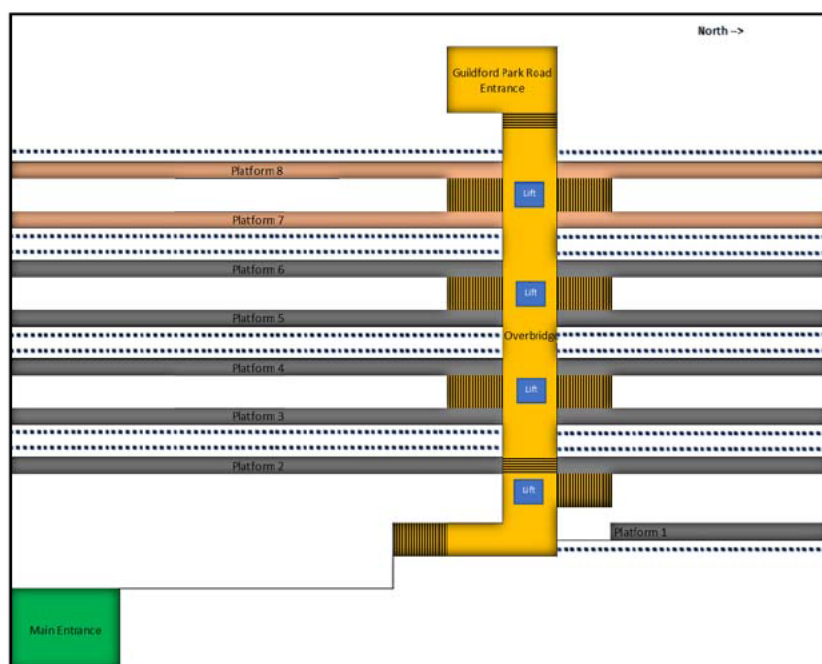 North -->
Guildford Park Road
Entrance
Platform 8
Lift
Platform 7
Platform 6
Lift
Platform 5
Overbridge
Platform 4
Lift
Platform 3
Platform 2
Lift
Platform 1
Main Entrance